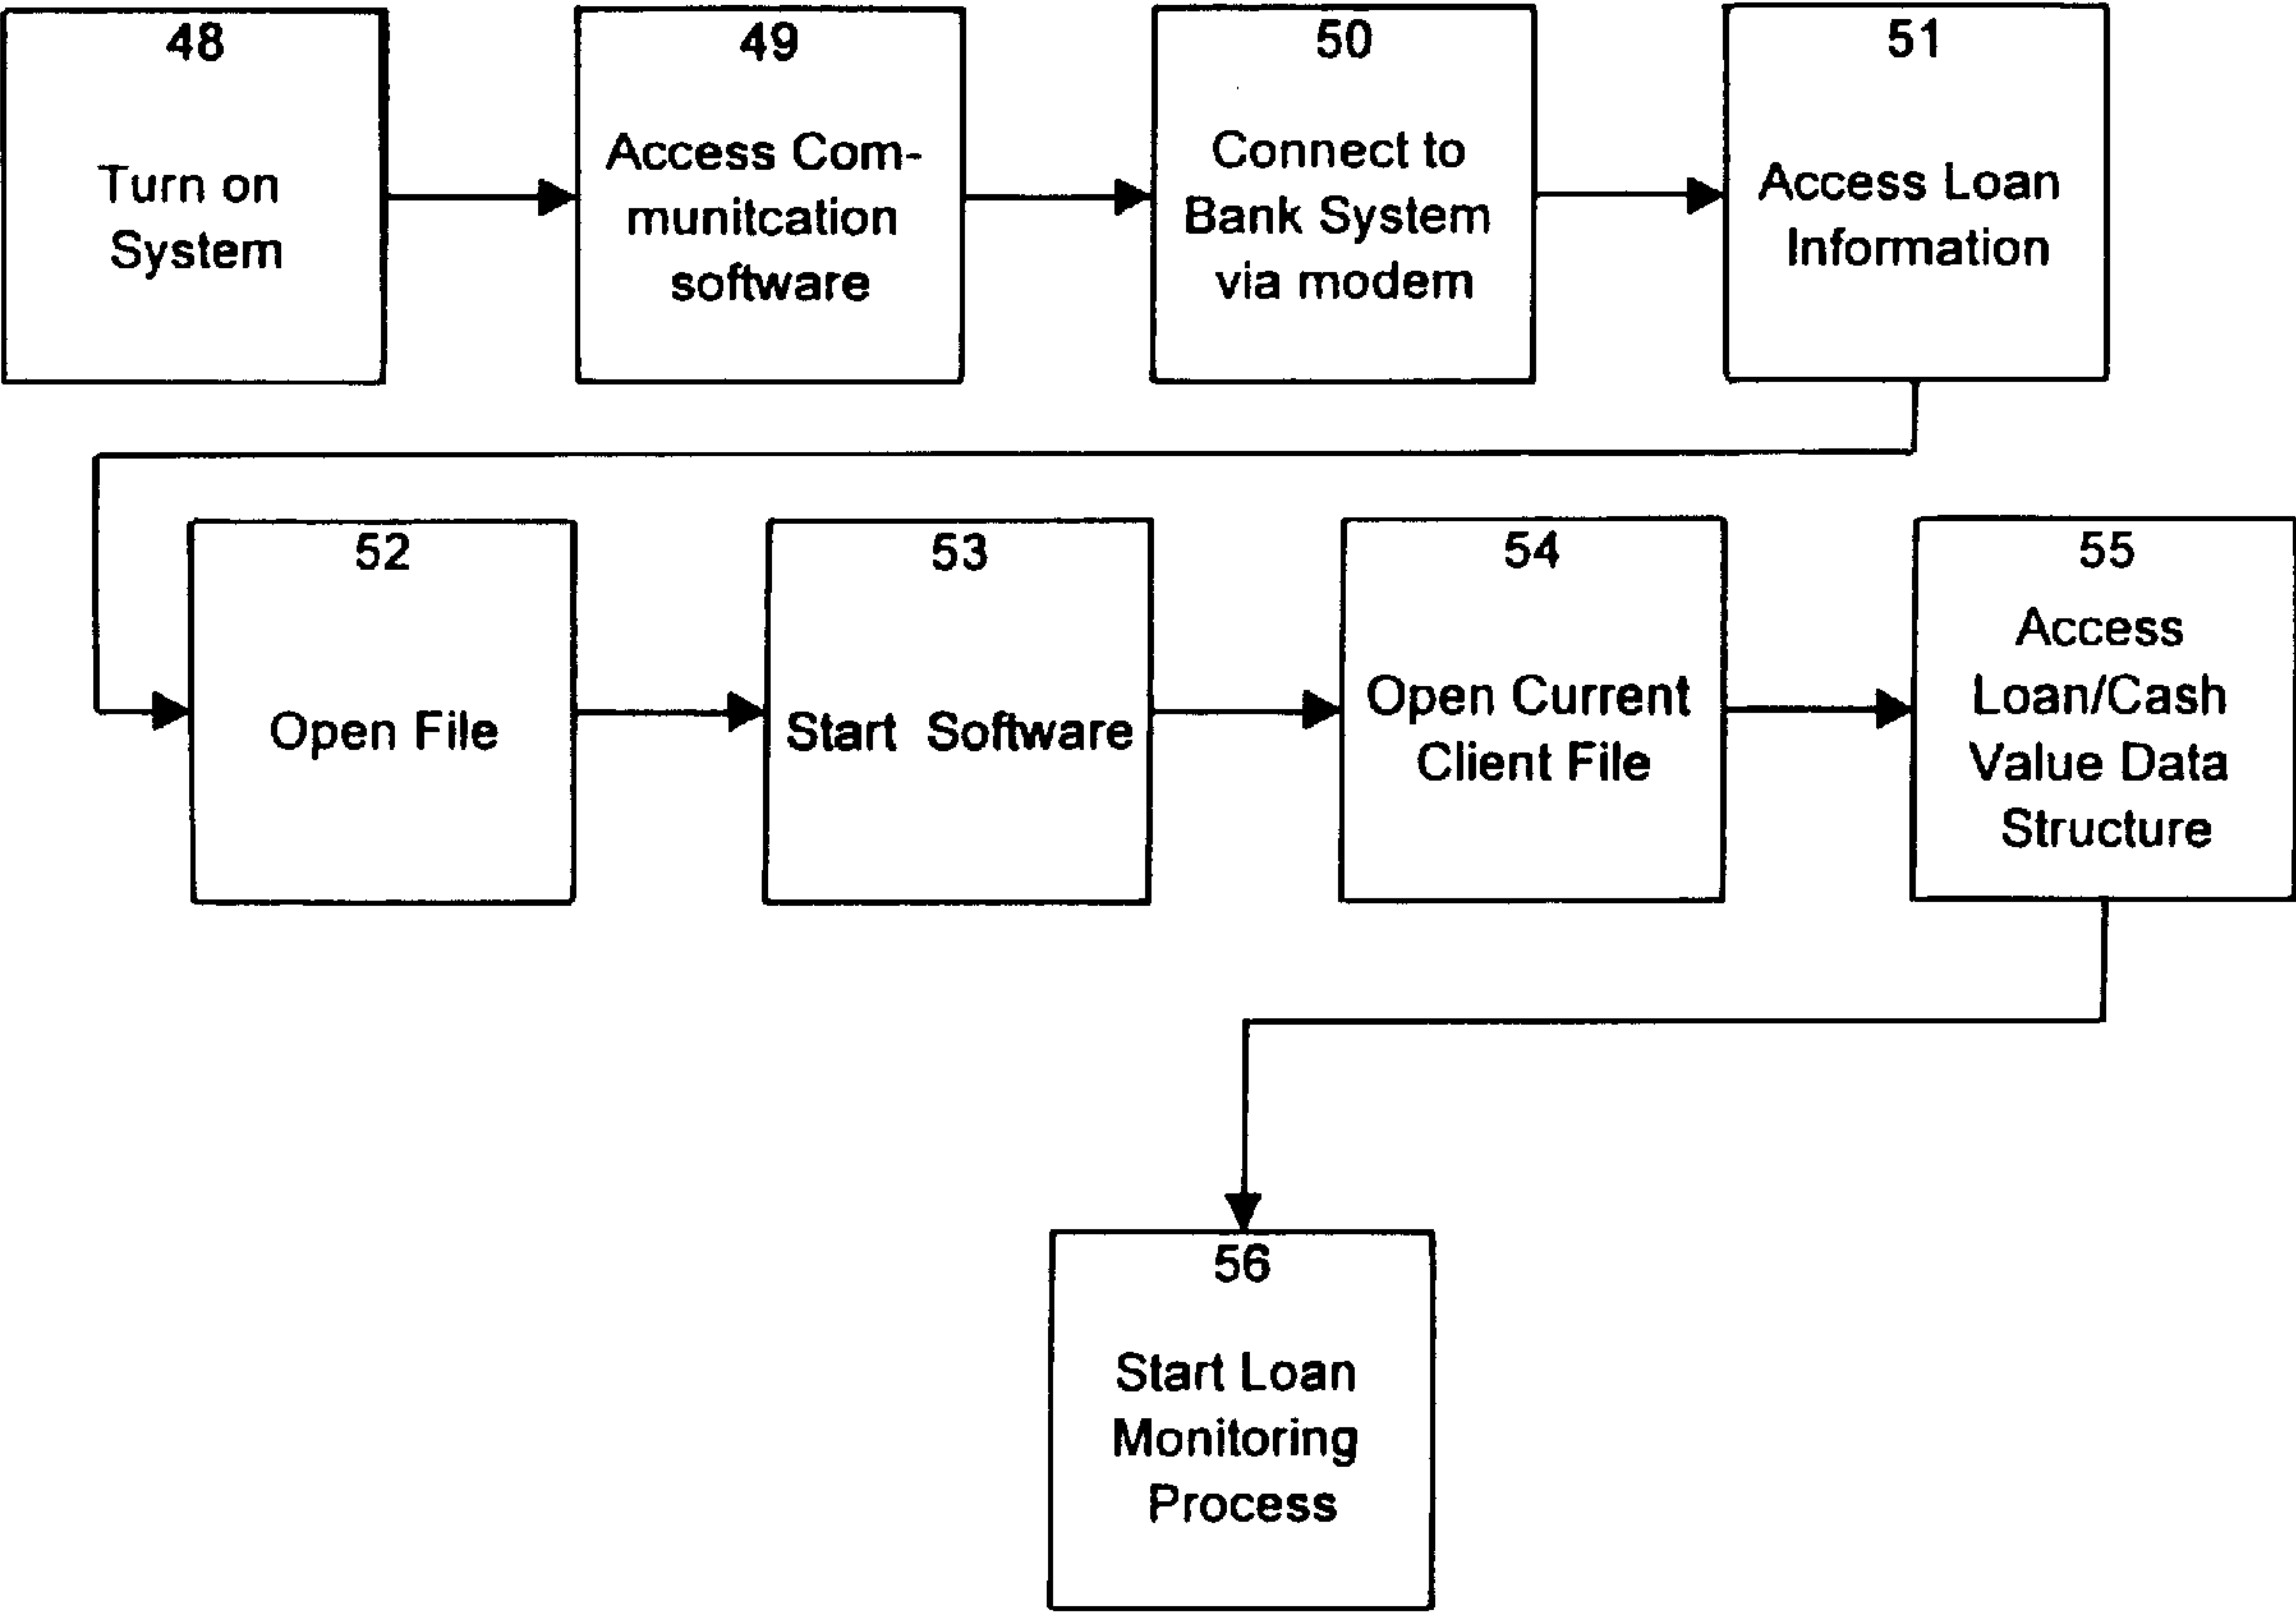 48
Turn on
System
49
Access Com-
munitcation
software
50
Connect to
Bank System
via modem
51
Access Loan
Information
52
Open File
53
Start Software
54
Open Current
Client File
55
Access
Loan/Cash
Value Data
Structure
56
Start Loan
Monitoring
Process